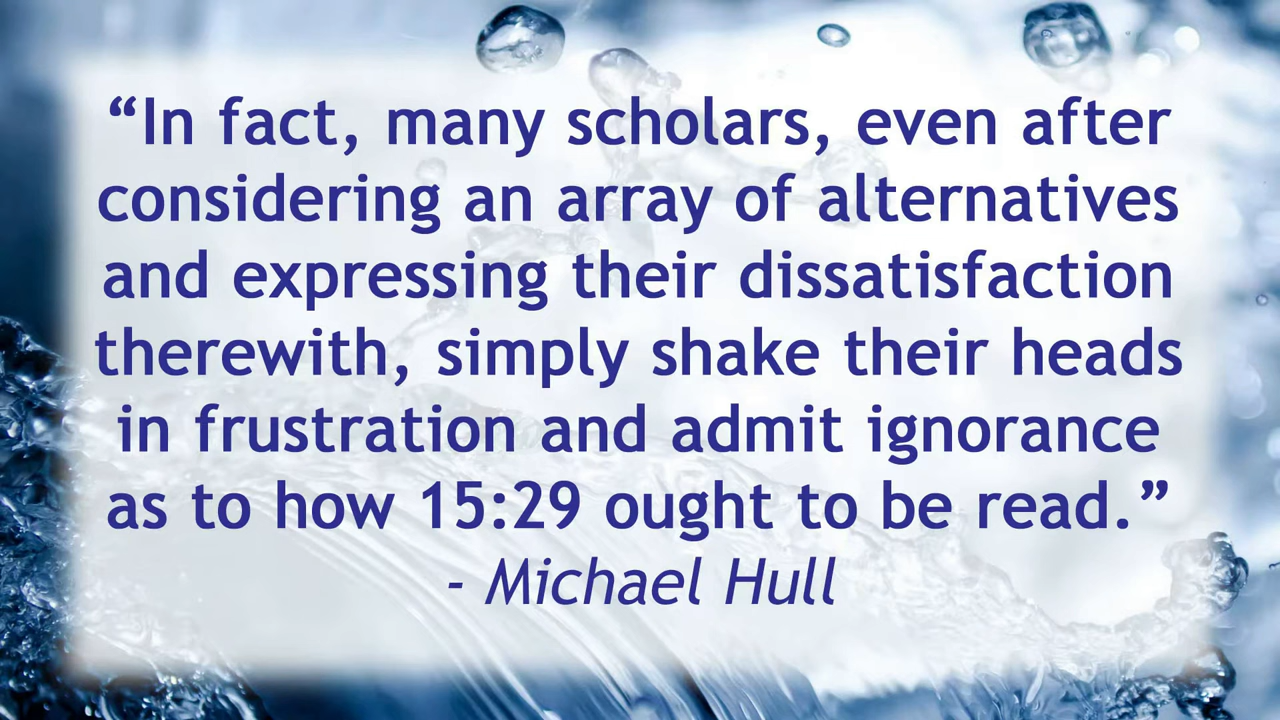 “In fact, many scholars, even after
considering an array of alternatives
and expressing their dissatisfaction
therewith, simply shake their heads
in frustration and admit ignorance
as to how 15:29 ought to be read.”
- Michael Hull